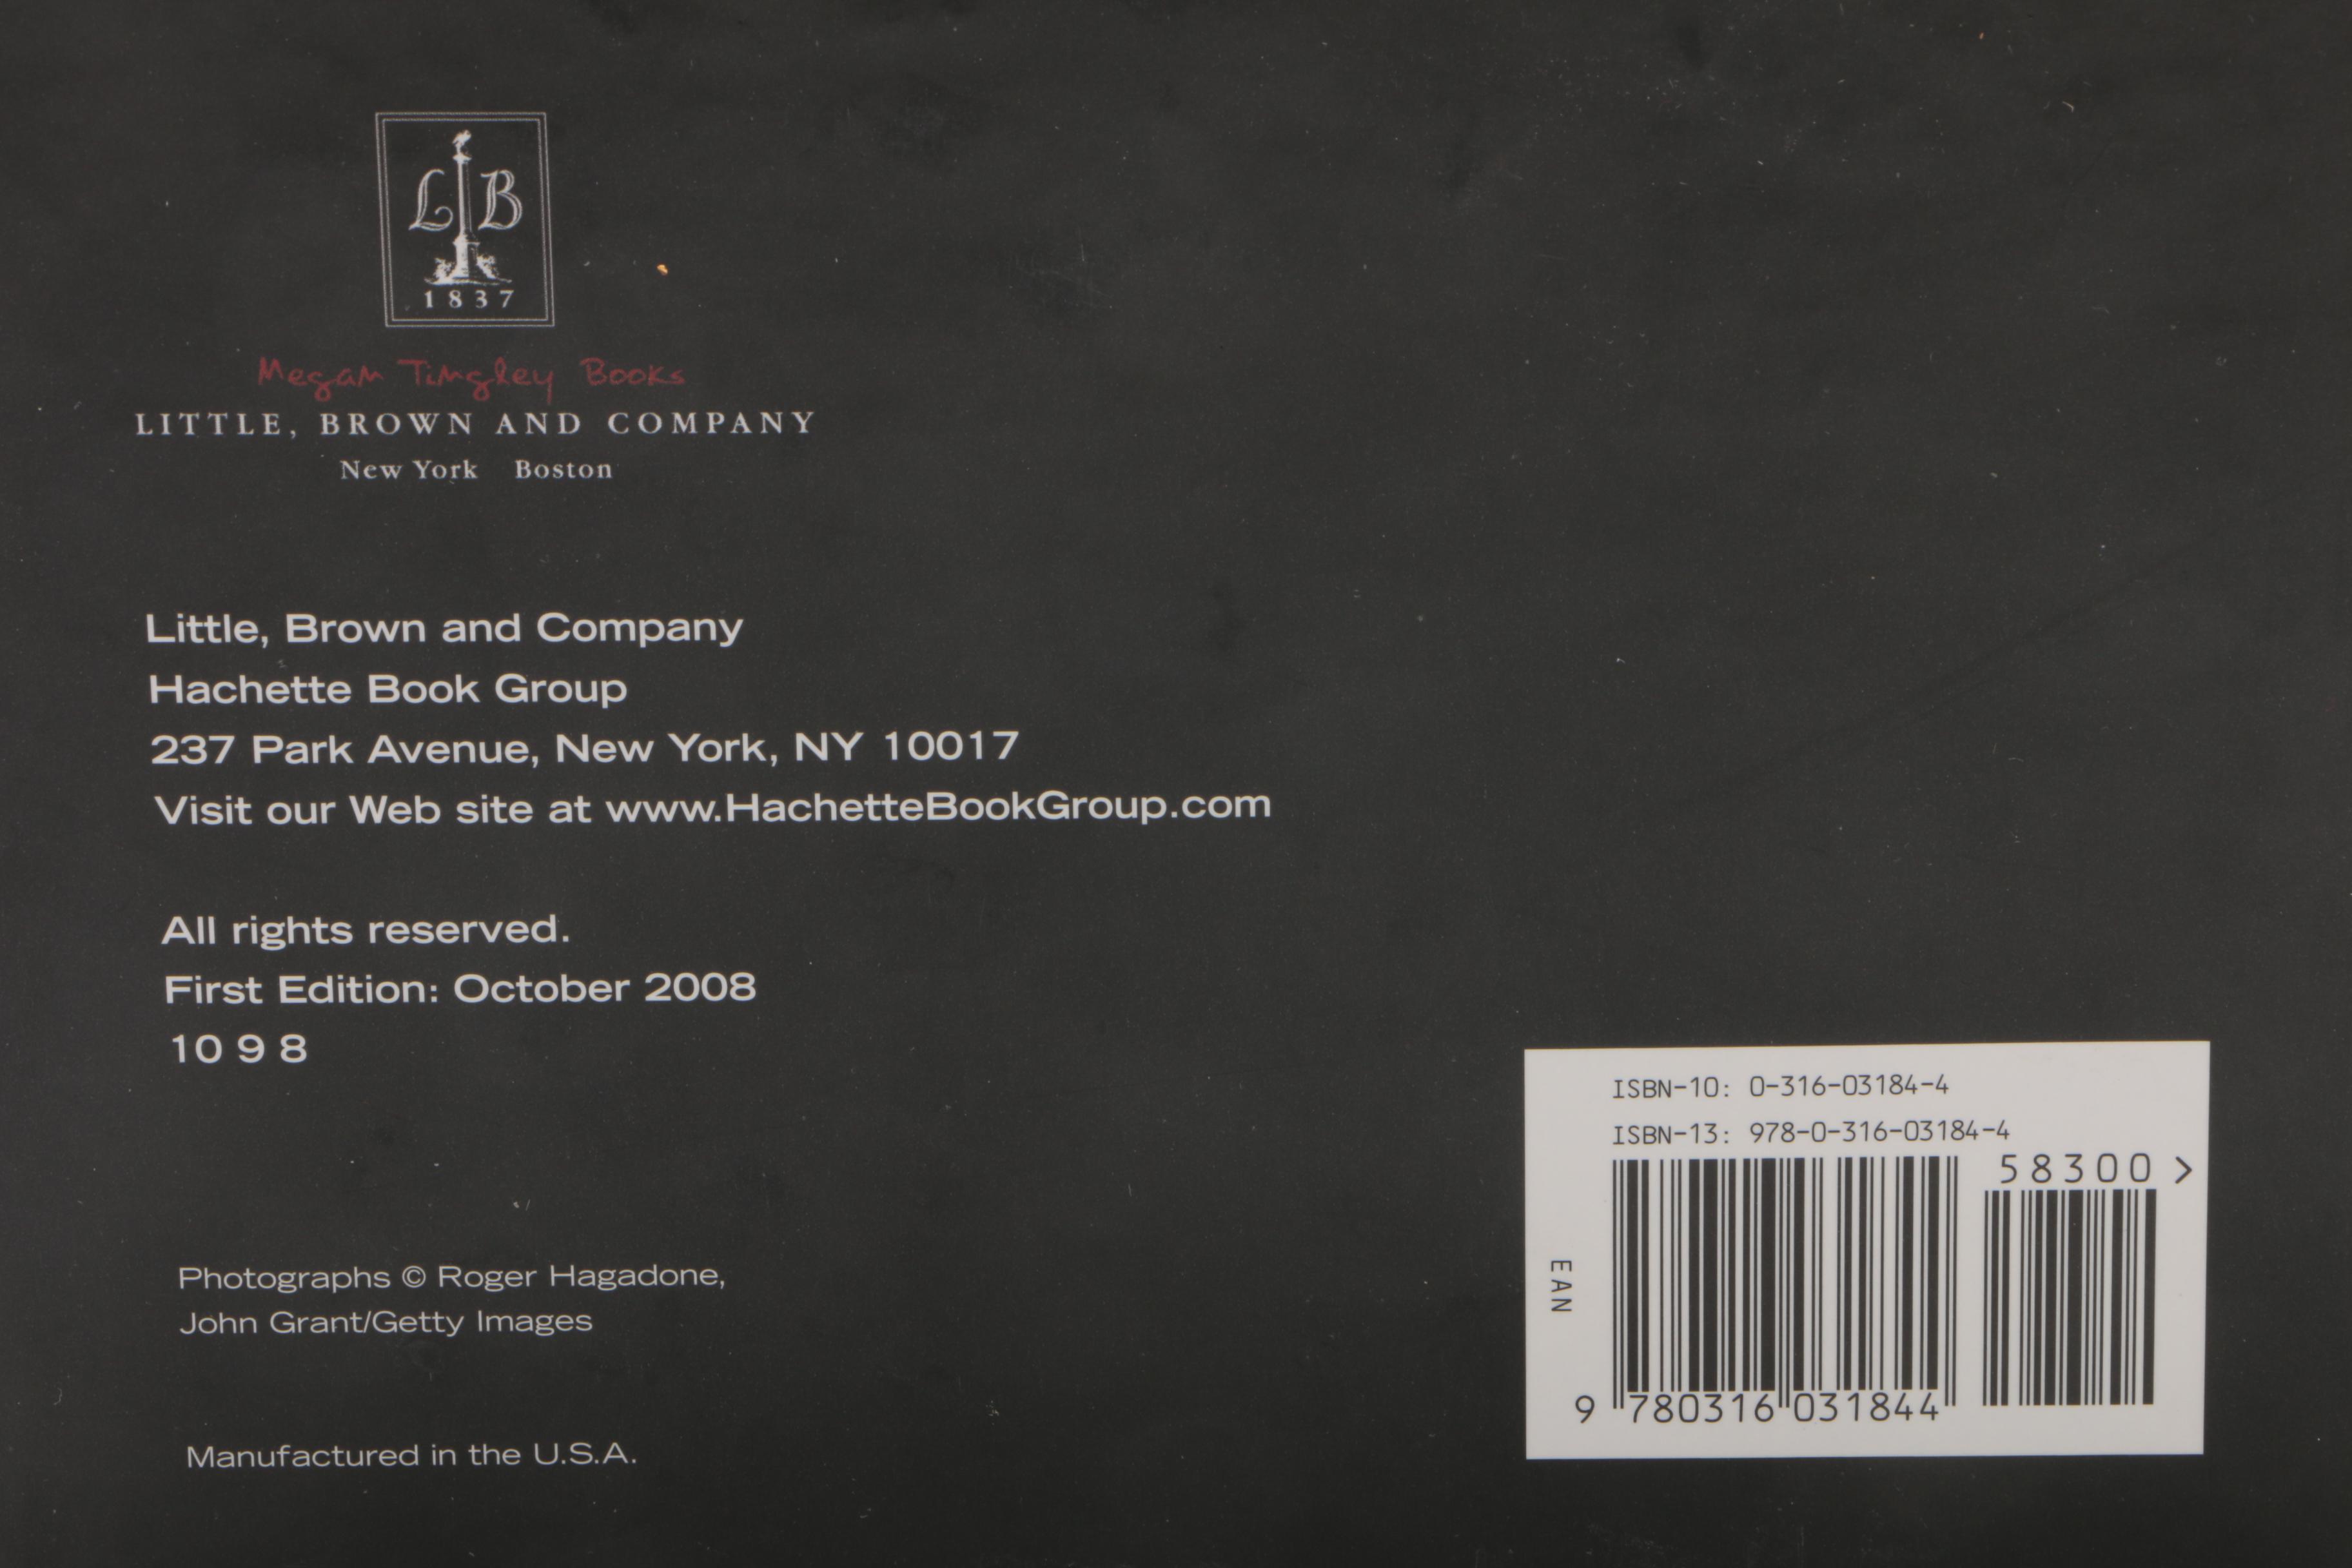 L B
1837
Megan Tingley Books
LITTLE, BROWN AND COMPANY
New York Boston
Little, Brown and Company
Hachette Book Group
237 Park Avenue, New York, NY 10017
Visit our Web site at www.HachetteBookGroup.com
All rights reserved.
First Edition: October 2008
10 9 8
Photographs © Roger Hagadone,
John Grant/Getty Images
Manufactured in the U.S.A.
ISBN-10: 0-316-03184-4
ISBN-13: 978-0-316-03184-4
58300 >
EAN
9 780316 031844